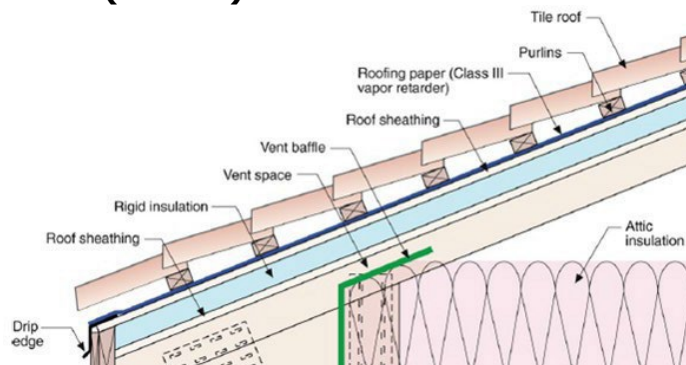 Tile roof
Purlins
Roofing paper (Class III
vapor retarder)
Roof sheathing
Vent baffle
Vent space
Rigid insulation
Roof sheathing
Attic
insulation
Drip
edge